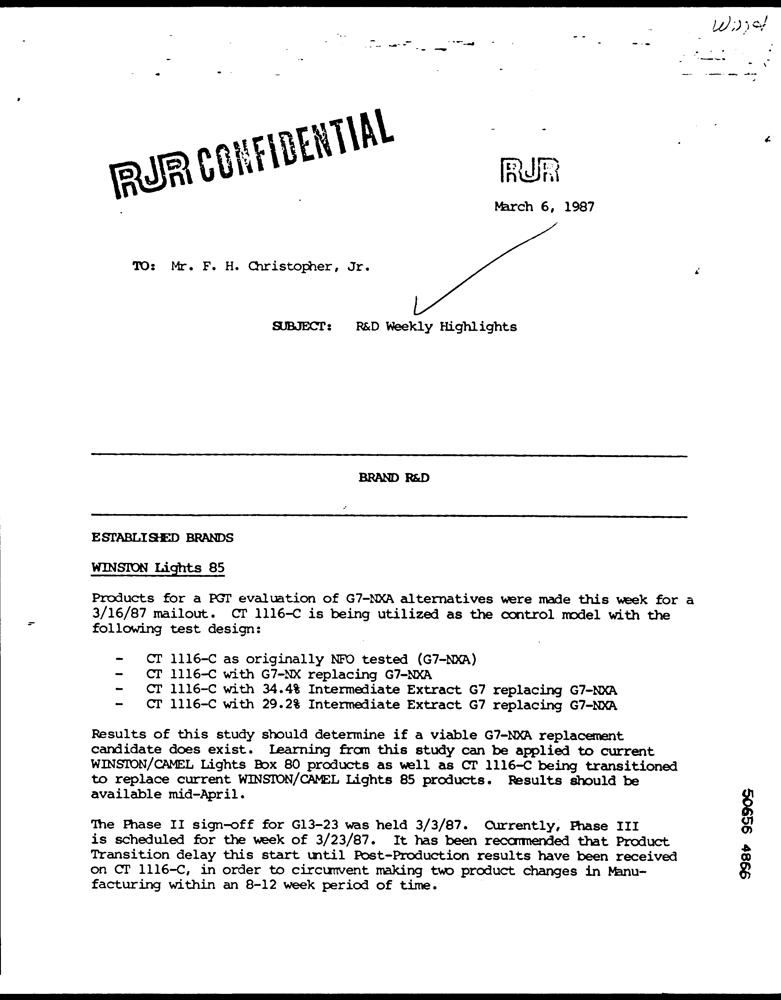 RJR CONFIDENTIAL
RJR
March 6, 1987
TO: Mr. F. H. Christopher, Jr.
SUBJECT: R&D Weekly Highlights
BRAND R&D
ESTABLISHED BRANDS
WINSTON Lights 85
Products for a PGT evaluation of G7-NXA alternatives were made this week for a
3/16/87 mailout. CT 1116-C is being utilized as the control model with the
following test design:
- CT 1116-C as originally NFO tested (G7-NXA)
- CT 1116-C with G7-NX replacing G7-NXA
- CT 1116-C with 34.4% Intermediate Extract G7 replacing G7-NXA
- CT 1116-C with 29.2% Intermediate Extract G7 replacing G7-NXA
Results of this study should determine if a viable G7-NXA replacement
candidate does exist. Learning from this study can be applied to current
WINSTON/CAMEL Lights Box 80 products as well as CT 1116-C being transitioned
to replace current WINSTON/CAMEL Lights 85 products. Results should be
available mid-April.
The Phase II sign-off for G13-23 was held 3/3/87. Currently, Phase III
is scheduled for the week of 3/23/87. It has been recommended that Product
Transition delay this start until Post-Production results have been received
on CT 1116-C, in order to circumvent making two product changes in Manu-
facturing within an 8-12 week period of time.
50656 4866